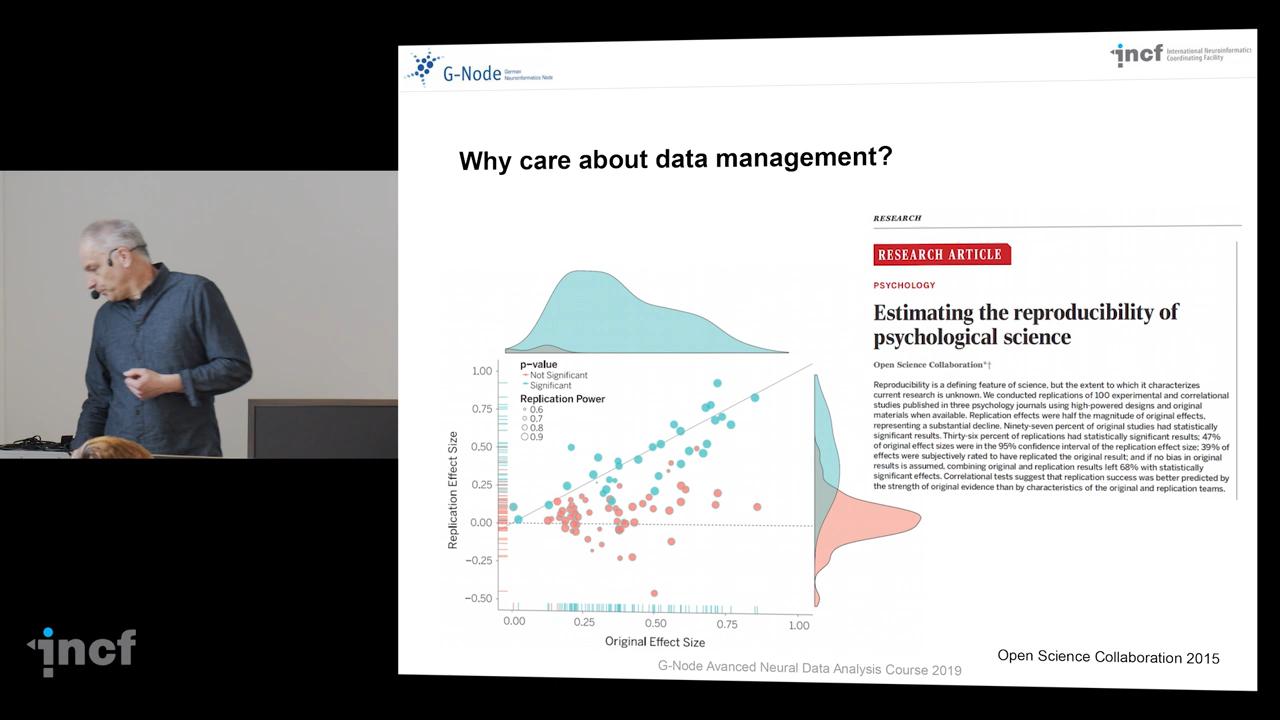 G-Node German Neuroinformatics Node
incf International Neuroinformatics Coordinating Facility
Why care about data management?
RESEARCH
RESEARCH ARTICLE
PSYCHOLOGY
Estimating the reproducibility of
psychological science
Open Science Collaboration*†
Reproducibility is a defining feature of science, but the extent to which it characterizes
current research is unknown. We conducted replications of 100 experimental and correlational
studies published in three psychology journals using high-powered designs and original
materials when available. Replication effects were half the magnitude of original effects,
representing a substantial decline. Ninety-seven percent of original studies had statistically
significant results. Thirty-six percent of replications had statistically significant results; 47%
of original effect sizes were in the 95% confidence interval of the replication effect size; 39% of
effects were subjectively rated to have replicated the original result; and if no bias in original
results is assumed, combining original and replication results left 68% with statistically
significant effects. Correlational tests suggest that replication success was better predicted by
the strength of original evidence than by characteristics of the original and replication teams.
p-value
Not Significant
Significant
Replication Power
0.6
0.7
0.8
0.9
Replication Effect Size
1.00
0.75
0.50
0.25
0.00
−0.25
−0.50
0.00 0.25 0.50 0.75 1.00
Original Effect Size
G-Node Avanced Neural Data Analysis Course 2019
Open Science Collaboration 2015
incf